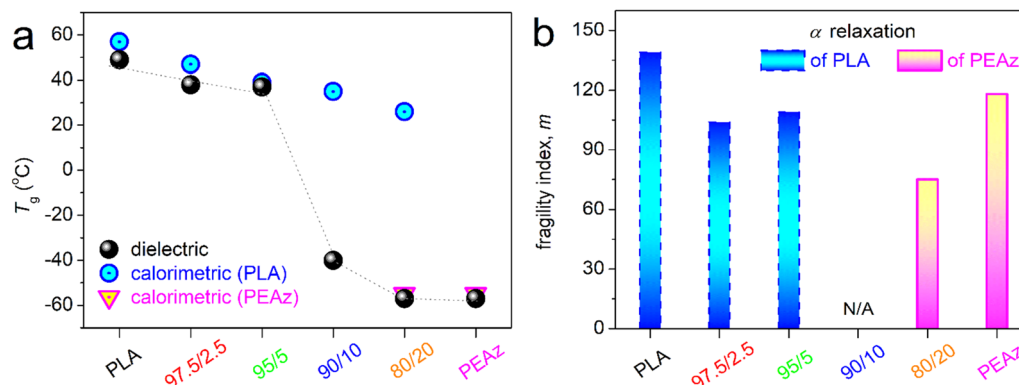 a
T_g (°C)
60
40
20
0
-20
-40
-60
dielectric
calorimetric (PLA)
calorimetric (PEAz)
PLA
97.5/2.5
95/5
90/10
80/20
PEAz
b
fragility index, m
150
120
90
60
30
0
α relaxation
of PLA
of PEAz
N/A
PLA
97.5/2.5
95/5
90/10
80/20
PEAz